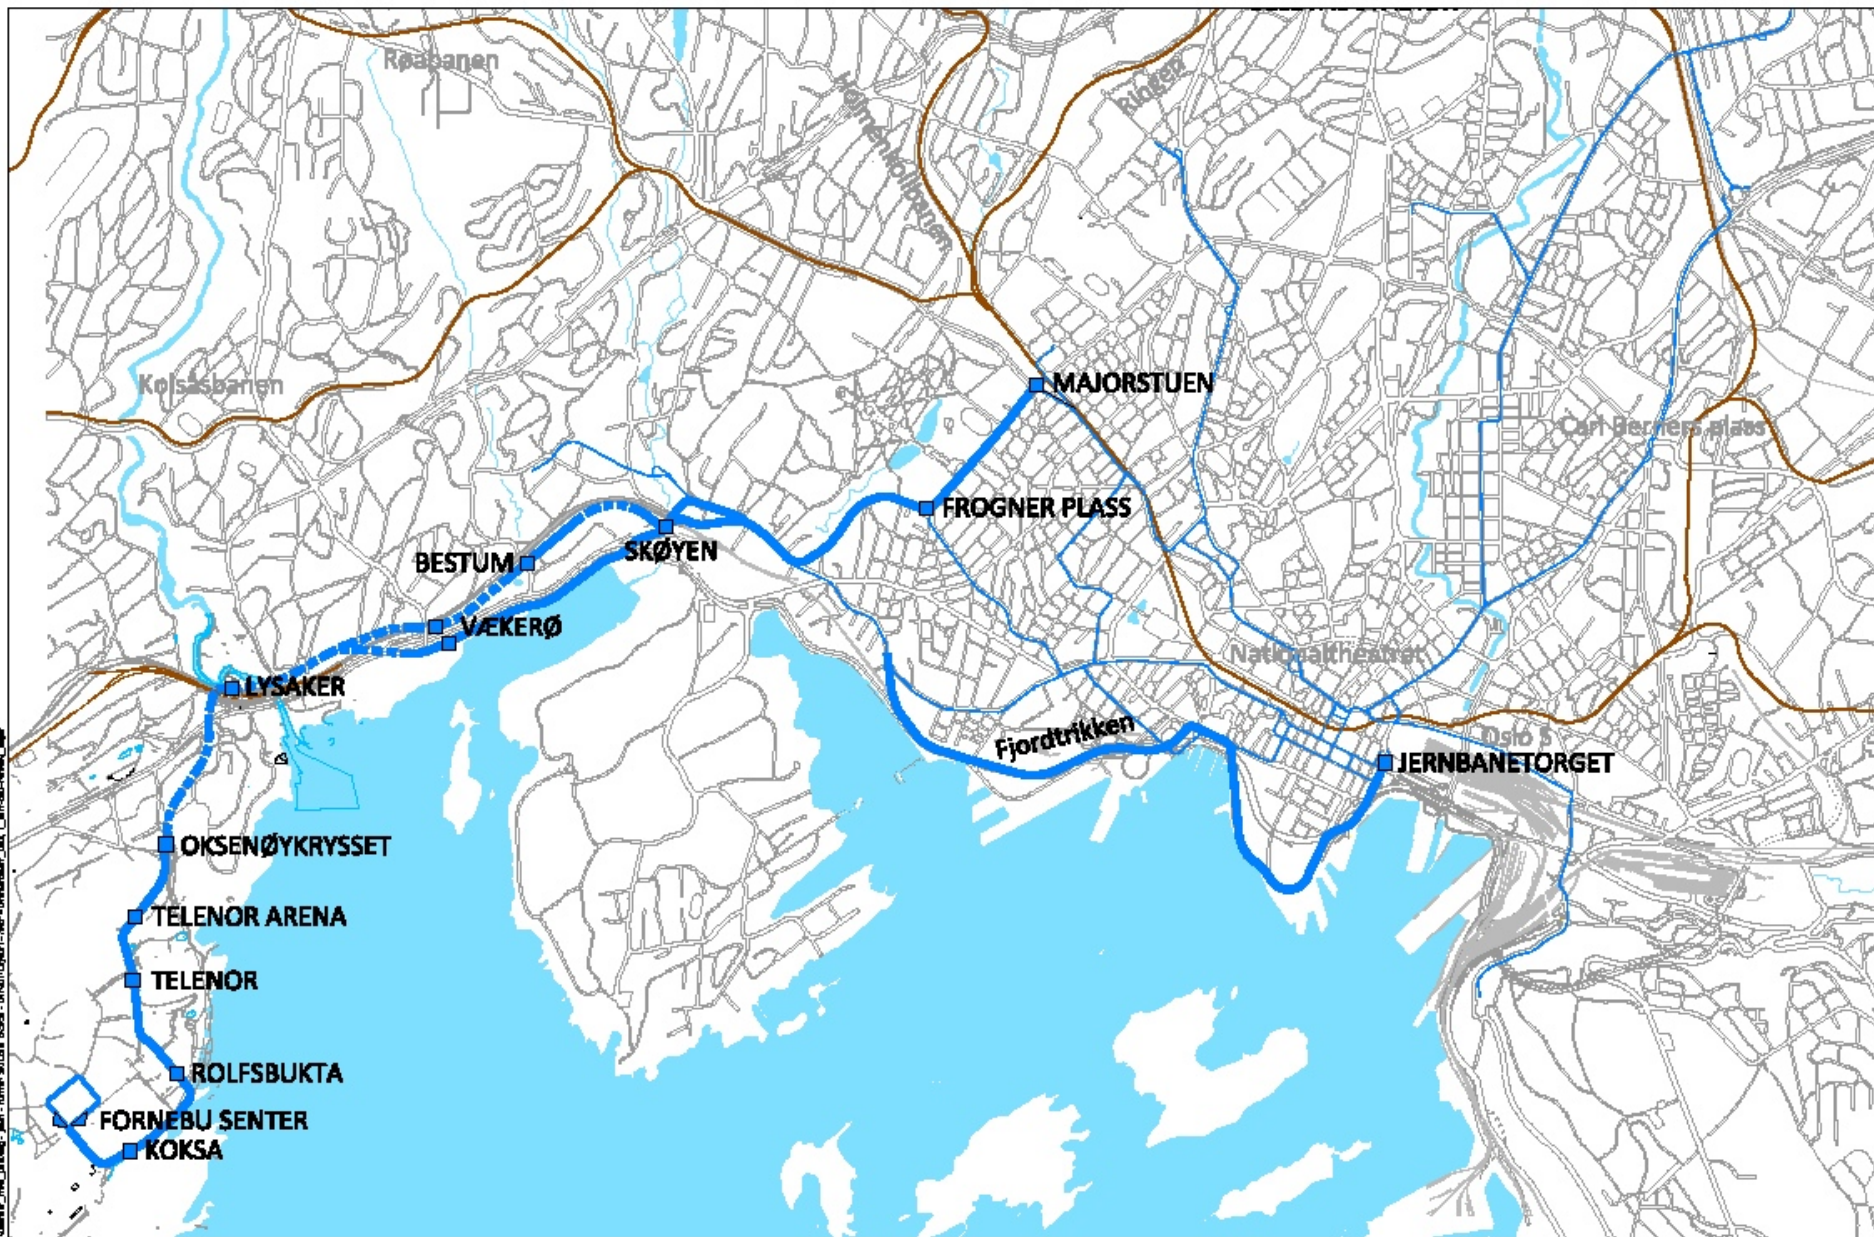 Røabanen
Holmenkollbanen
Ringen
Kolsåsbanen
MAJORSTUEN
Carl Berners plass
FROGNER PLASS
SKØYEN
BESTUM
VÆKERØ
Nationaltheatret
LYSAKER
Fjordtrikken
Oslo S
JERNBANETORGET
OKSENØYKRYSSET
TELENOR ARENA
TELENOR
ROLFSBUKTA
FORNEBU SENTER
KOKSA